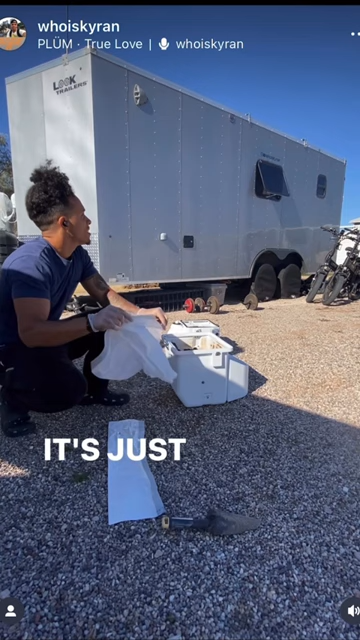 whoiskyran
PLÜM · True Love | whoiskyran
LOOK
TRAILERS
IT'S JUST